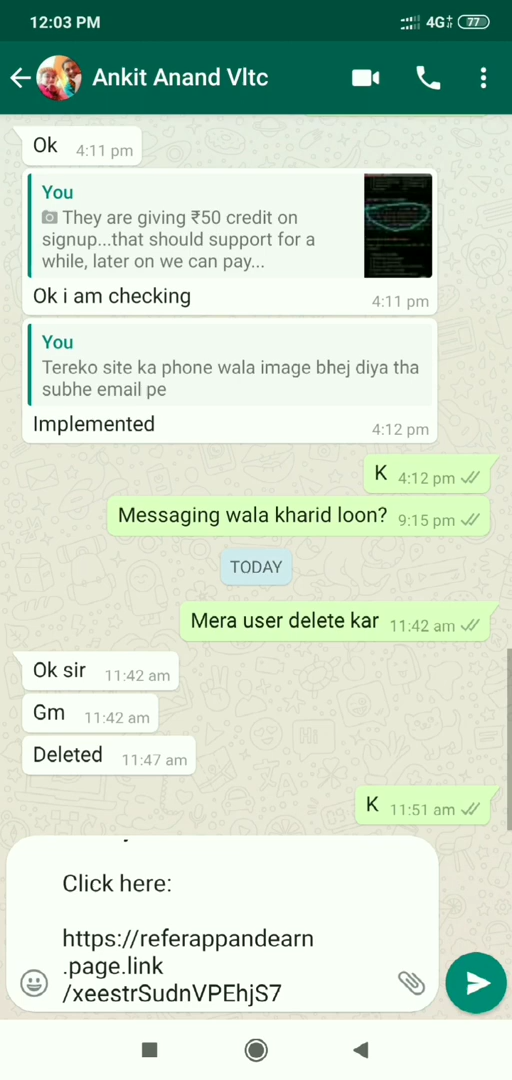 12:03 PM
4G 77
Ankit Anand Vltc
Ok 4:11 pm
You
They are giving ₹50 credit on
signup...that should support for a
while, later on we can pay...
Ok i am checking 4:11 pm
You
Tereko site ka phone wala image bhej diya tha
subhe email pe
Implemented 4:12 pm
K 4:12 pm
Messaging wala kharid loon? 9:15 pm
TODAY
Mera user delete kar 11:42 am
Ok sir 11:42 am
Gm 11:42 am
Deleted 11:47 am
K 11:51 am
Click here:
https://referappandearn
.page.link
/xeestrSudnVPEhjS7